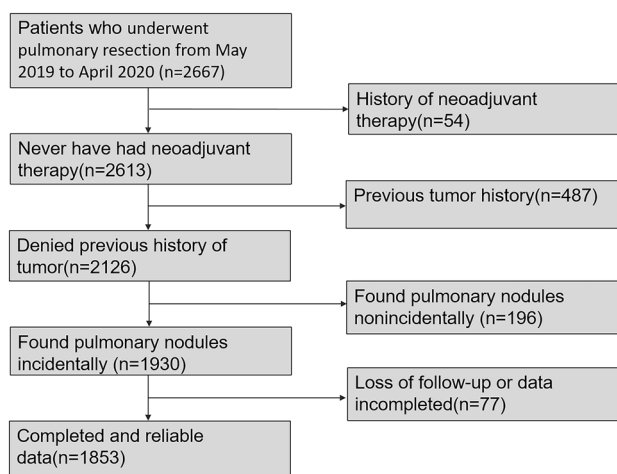 Patients who underwent
pulmonary resection from May
2019 to April 2020 (n=2667)
History of neoadjuvant
therapy(n=54)
Never have had neoadjuvant
therapy(n=2613)
Previous tumor history(n=487)
Denied previous history of
tumor(n=2126)
Found pulmonary nodules
nonincidentally (n=196)
Found pulmonary nodules
incidentally (n=1930)
Loss of follow-up or data
incompleted(n=77)
Completed and reliable
data(n=1853)